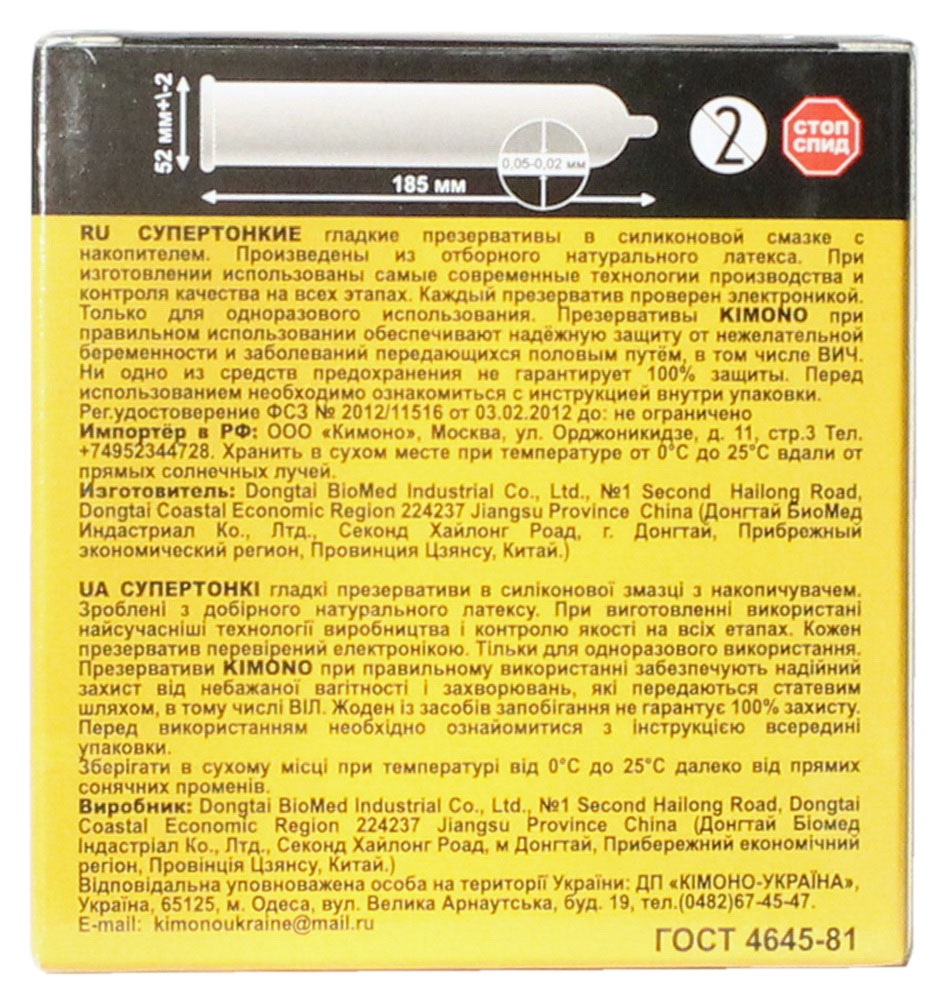 52 мм+\-2
0,05-0,02 мм
185 мм
2
СТОП
СПИД
RU СУПЕРТОНКИЕ гладкие презервативы в силиконовой смазке с
накопителем. Произведены из отборного натурального латекса. При
изготовлении использованы самые современные технологии производства и
контроля качества на всех этапах. Каждый презерватив проверен электроникой.
Только для одноразового использования. Презервативы KIMONO при
правильном использовании обеспечивают надёжную защиту от нежелательной
беременности и заболеваний передающихся половым путём, в том числе ВИЧ.
Ни одно из средств предохранения не гарантирует 100% защиты. Перед
использованием необходимо ознакомиться с инструкцией внутри упаковки.
Рег.удостоверение ФСЗ № 2012/11516 от 03.02.2012 до: не ограничено
Импортёр в РФ: ООО «Кимоно», Москва, ул. Орджоникидзе, д. 11, стр.3 Тел.
+74952344728. Хранить в сухом месте при температуре от 0°С до 25°С вдали от
прямых солнечных лучей.
Изготовитель: Dongtai BioMed Industrial Co., Ltd., №1 Second Hailong Road,
Dongtai Coastal Economic Region 224237 Jiangsu Province China (Донгтай БиоМед
Индастриал Ко., Лтд., Секонд Хайлонг Роад, г. Донгтай, Прибрежный
экономический регион, Провинция Цзянсу, Китай.)
UA СУПЕРТОНКІ гладкі презервативи в силіконовой змазці з накопичувачем.
Зроблені з добірного натурального латексу. При виготовленні використані
найсучасніші технології виробництва і контролю якості на всіх етапах. Кожен
презерватив перевірений електронікою. Тільки для одноразового використання.
Презервативи KIMONO при правильному використанні забезпечують надійний
захист від небажаної вагітності і захворювань, які передаються статевим
шляхом, в тому числі ВІЛ. Жоден із засобів запобігання не гарантує 100% захисту.
Перед використанням необхідно ознайомитися з інструкцією всередині
упаковки.
Зберігати в сухому місці при температурі від 0°С до 25°С далеко від прямих
сонячних променів.
Виробник: Dongtai BioMed Industrial Co., Ltd., №1 Second Hailong Road, Dongtai
Coastal Economic Region 224237 Jiangsu Province China (Донгтай Біомед
Індастріал Ко., Лтд., Секонд Хайлонг Роад, м Донгтай, Прибережний економічний
регіон, Провінція Цзянсу, Китай.)
Відповідальна уповноважена особа на території України: ДП «КІМОНО-УКРАЇНА»,
Україна, 65125, м. Одеса, вул. Велика Арнаутська, буд. 19, тел.(0482)67-45-47.
E-mail: kimonoukraine@mail.ru
ГОСТ 4645-81